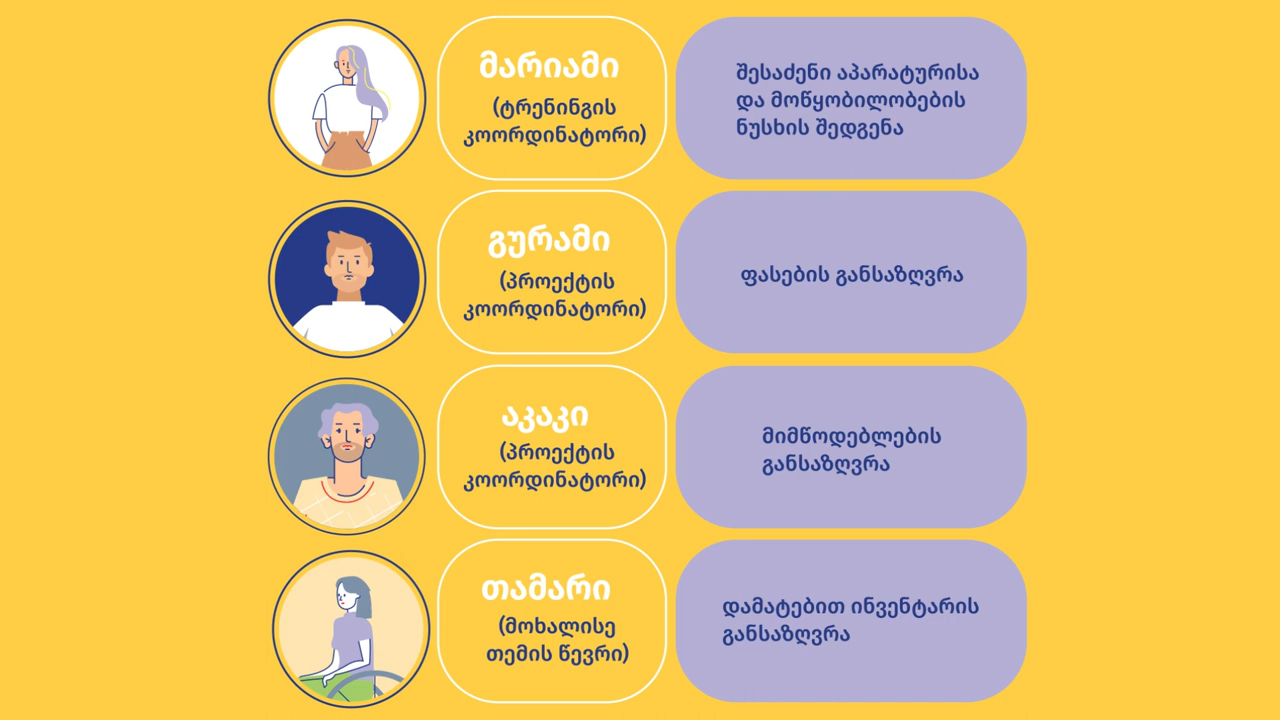 მარიამი
(ტრენინგის
კოორდინატორი)
შესაძენი აპარატურისა
და მოწყობილობების
ნუსხის შედგენა
გურამი
(პროექტის
კოორდინატორი)
ფასების განსაზღვრა
აკაკი
(პროექტის
კოორდინატორი)
მიმწოდებლების
განსაზღვრა
თამარი
(მოხალისე
თემის წევრი)
დამატებით ინვენტარის
განსაზღვრა